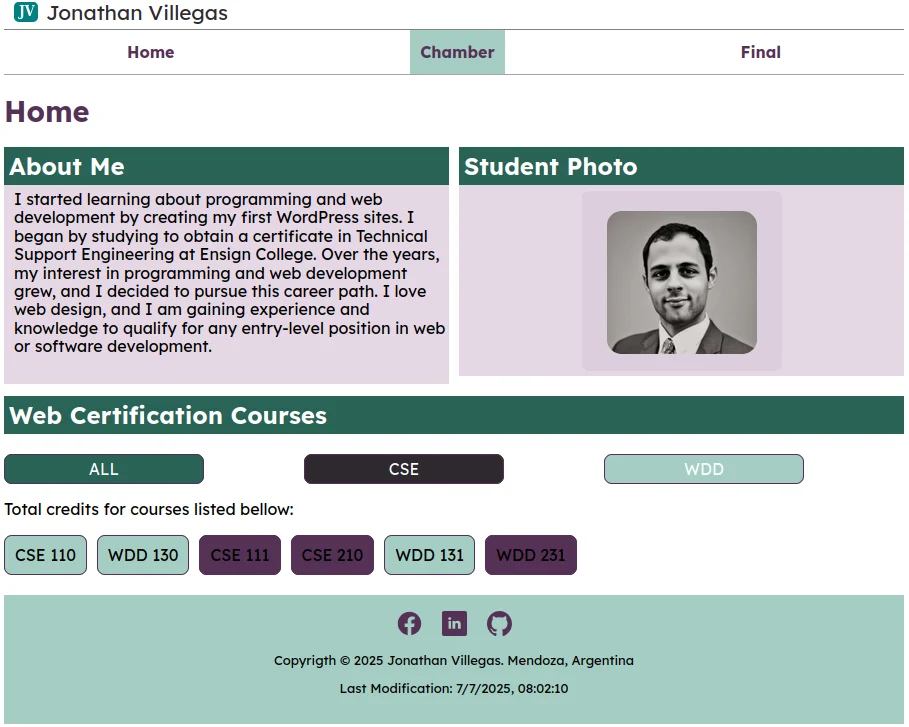 JV Jonathan Villegas
Home Chamber Final
Home
About Me
I started learning about programming and web
development by creating my first WordPress sites. I
began by studying to obtain a certificate in Technical
Support Engineering at Ensign College. Over the years,
my interest in programming and web development
grew, and I decided to pursue this career path. I love
web design, and I am gaining experience and
knowledge to qualify for any entry-level position in web
or software development.
Student Photo
Web Certification Courses
ALL CSE WDD
Total credits for courses listed bellow:
CSE 110 WDD 130 CSE 111 CSE 210 WDD 131 WDD 231
in
Copyrigth © 2025 Jonathan Villegas. Mendoza, Argentina
Last Modification: 7/7/2025, 08:02:10